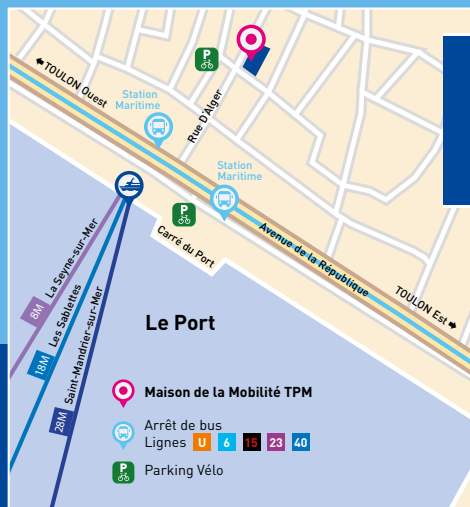 TOULON Ouest
P
Station
Maritime
Rue D'Alger
Station
Maritime
P
Carré du Port
Avenue de la République
TOULON Est
8M La Seyne-sur-Mer
18M Les Sablettes
28M Saint-Mandrier-sur-Mer
Le Port
Maison de la Mobilité TPM
Arrêt de bus
Lignes U 6 15 23 40
P Parking Vélo